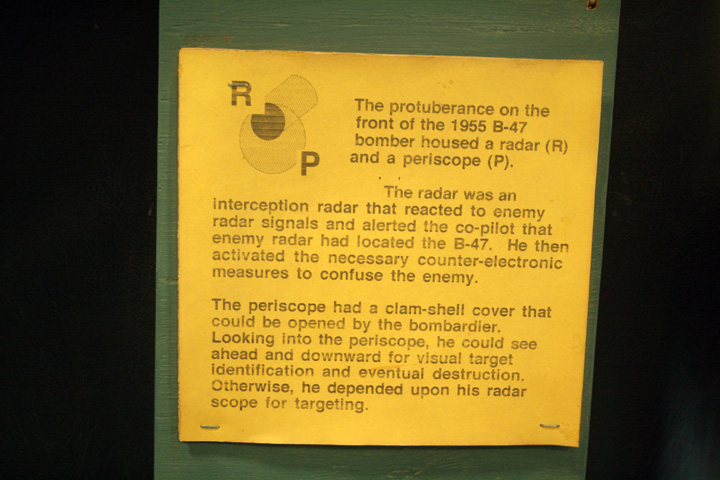 R
P
The protuberance on the
front of the 1955 B-47
bomber housed a radar (R)
and a periscope (P).
The radar was an
interception radar that reacted to enemy
radar signals and alerted the co-pilot that
enemy radar had located the B-47. He then
activated the necessary counter-electronic
measures to confuse the enemy.
The periscope had a clam-shell cover that
could be opened by the bombardier.
Looking into the periscope, he could see
ahead and downward for visual target
identification and eventual destruction.
Otherwise, he depended upon his radar
scope for targeting.